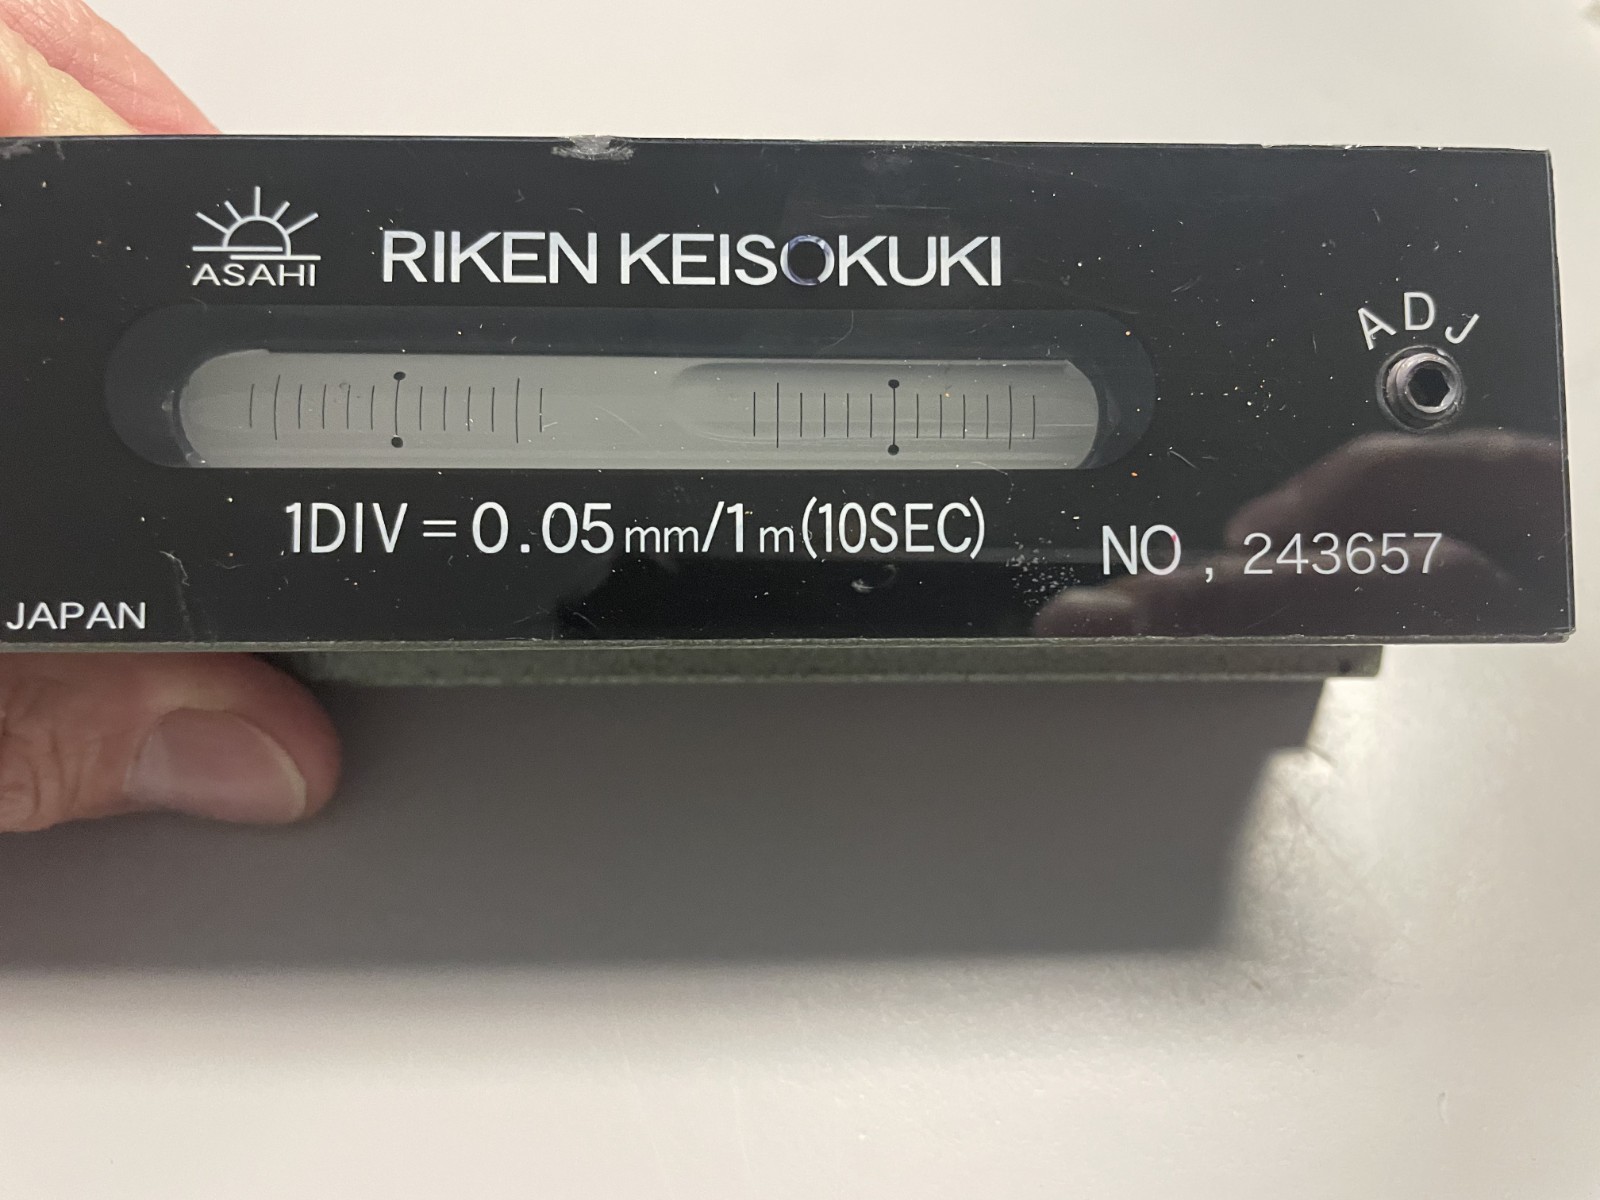 ASAHI
RIKEN KEISOKUKI
ADJ
1DIV = 0.05mm/1m(10SEC)
NO, 243657
JAPAN